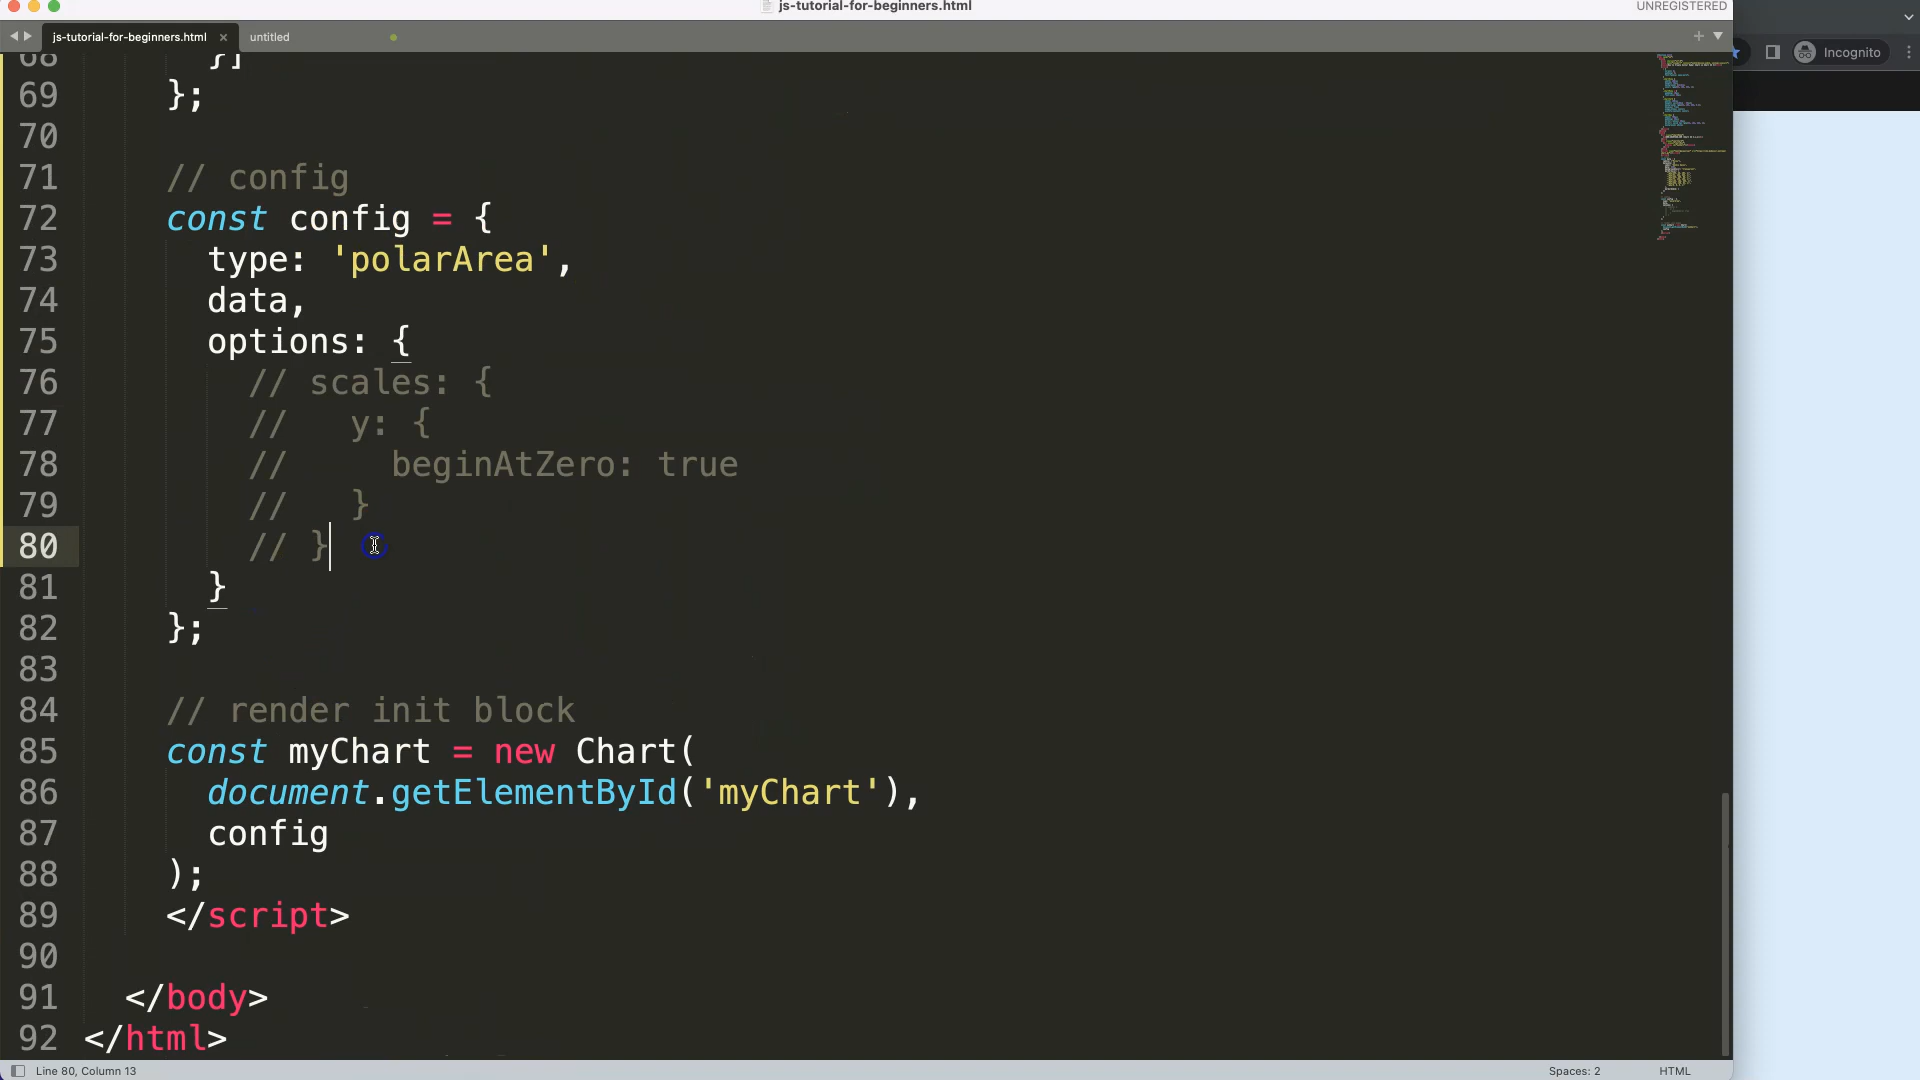 js-tutorial-for-beginners.html
UNREGISTERED
js-tutorial-for-beginners.html ×
untitled
Incognito
68 }]
69 };
70
71 // config
72 const config = {
73 type: 'polarArea',
74 data,
75 options: {
76 // scales: {
77 // y: {
78 // beginAtZero: true
79 // }
80 // }
81 }
82 };
83
84 // render init block
85 const myChart = new Chart(
86 document.getElementById('myChart'),
87 config
88 );
89 </script>
90
91 </body>
92 </html>
Line 80, Column 13
Spaces: 2
HTML